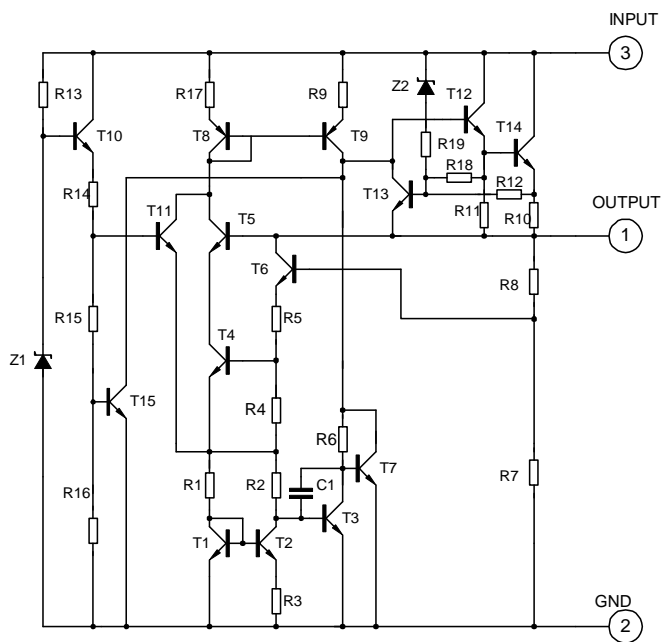 INPUT
3
R13
R17
R9
Z2
T12
T10
T8
T9
R19
T14
R18
R14
T11
T5
T13
R12
R11
R10
OUTPUT
1
T6
R8
R15
R5
Z1
T4
T15
R4
R6
T7
R7
R16
R1
R2
C1
T3
T1
T2
R3
GND
2